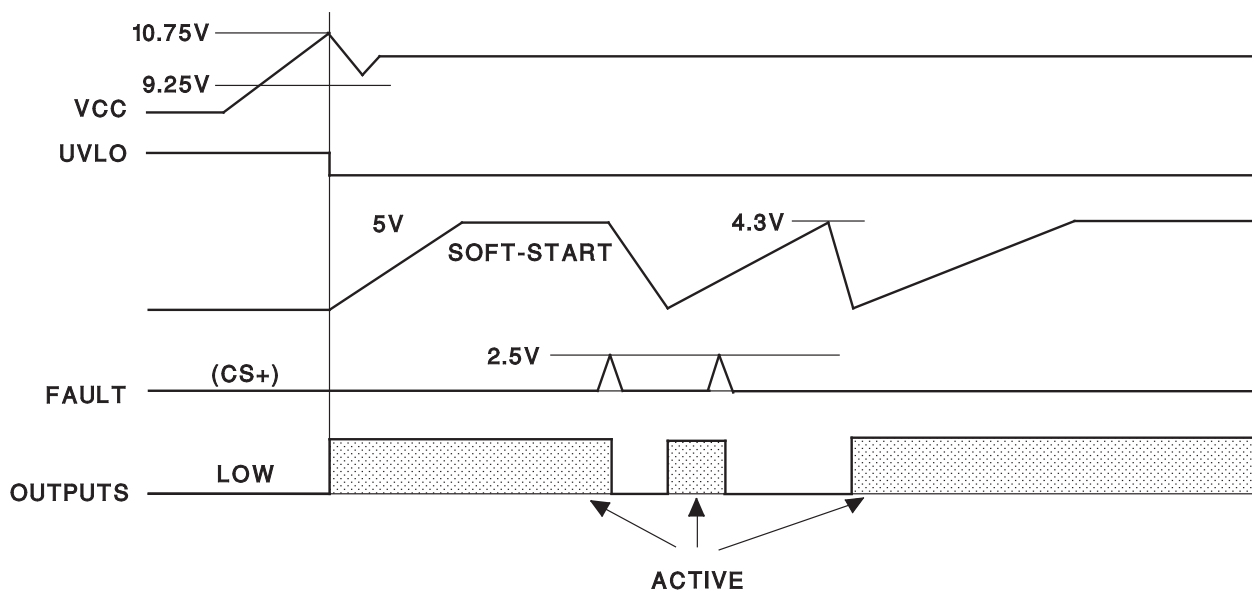 10.75V
9.25V
VCC
UVLO
5V
4.3V
SOFT-START
2.5V
(CS+)
FAULT
LOW
OUTPUTS
ACTIVE